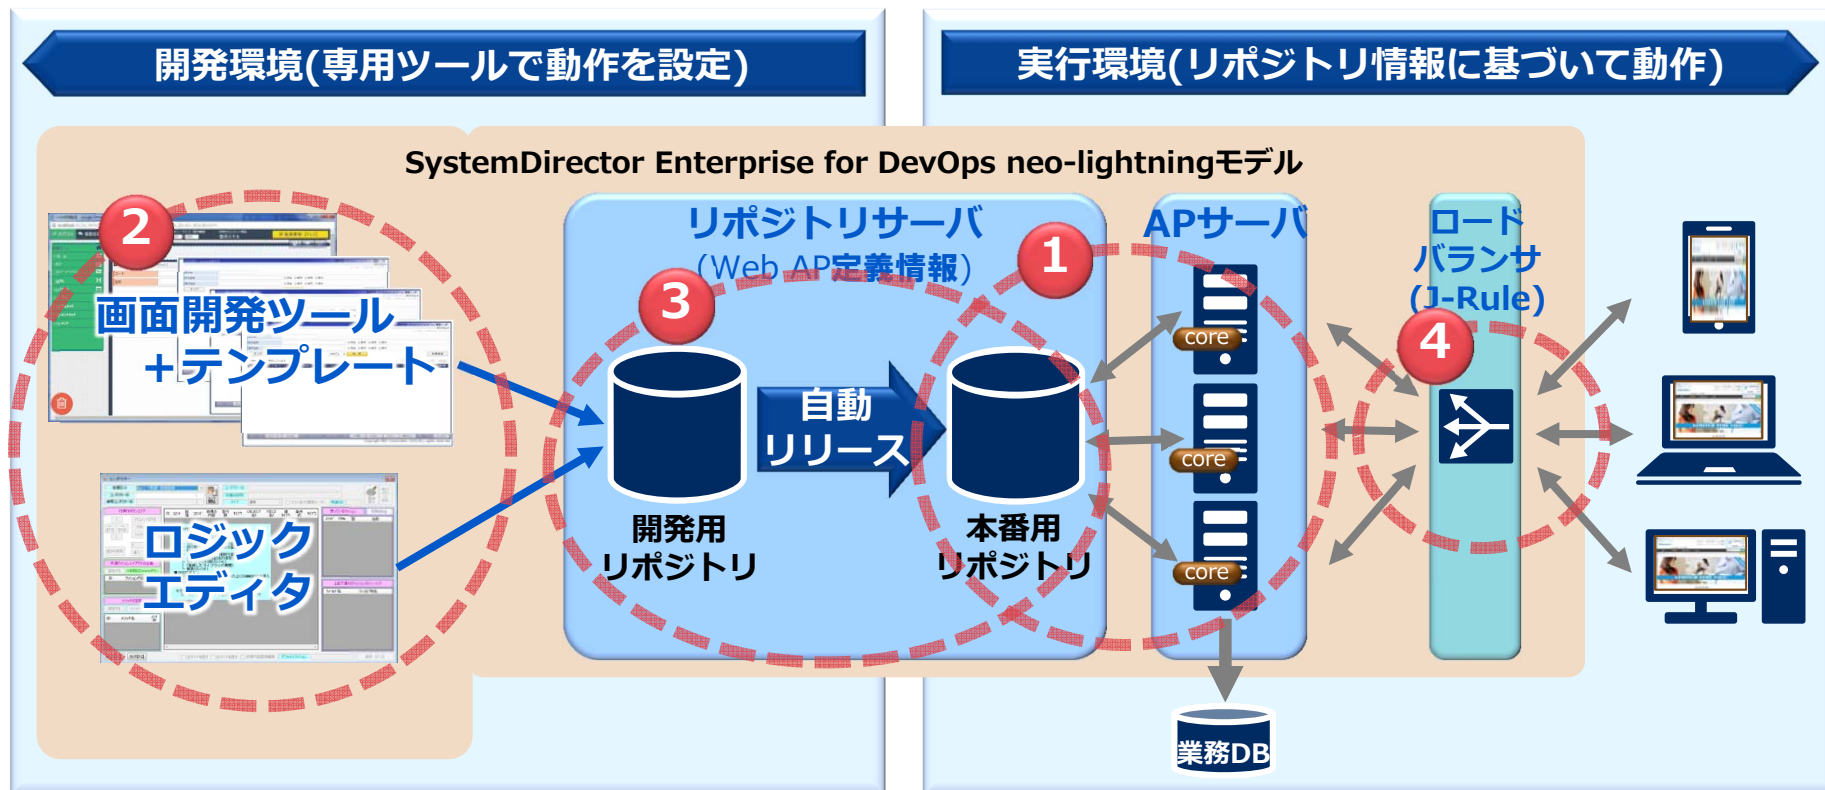 開発環境(専用ツールで動作を設定)
実行環境(リポジトリ情報に基づいて動作)
SystemDirector Enterprise for DevOps neo-lightningモデル
2
画面開発ツール
+テンプレート
ロジック
エディタ
リポジトリサーバ
(Web AP定義情報)
3
開発用
リポジトリ
自動
リリース
1
本番用
リポジトリ
APサーバ
core
core
core
業務DB
ロード
バランサ
(J-Rule)
4